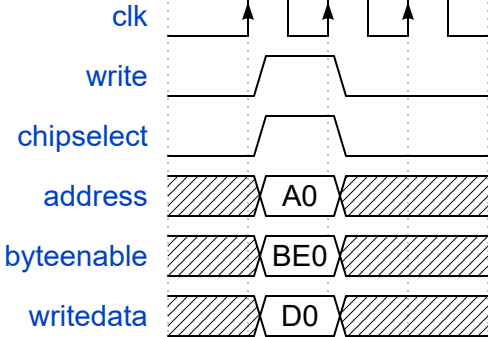 clk
write
chipselect
address A0
byteenable BE0
writedata D0